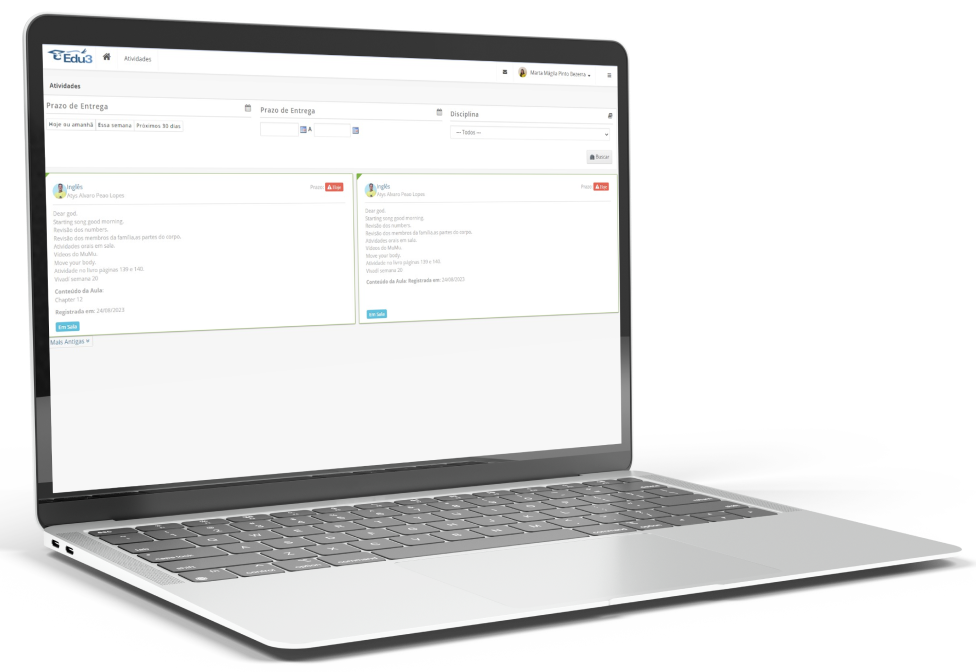 Edu3
Atividades
Marta Mágila Pinto Bezerra
Atividades
Prazo de Entrega
Hoje ou amanhã
Essa semana
Próximos 30 dias
Prazo de Entrega
A
Disciplina
--- Todos ---
Buscar
Inglês
Alys Alvaro Peao Lopes
Prazo:
Dear god.
Starting song good morning.
Revisão dos numbers.
Revisão dos membros da família,as partes do corpo.
Atividades orais em sala.
Vídeos do MuMu.
Move your body.
Atividade no livro páginas 139 e 140.
Vivadi semana 20
Conteúdo da Aula:
Chapter 12
Registrada em: 24/08/2023
Em Sala
Inglês
Alys Alvaro Peao Lopes
Prazo:
Dear god.
Starting song good morning.
Revisão dos numbers.
Revisão dos membros da família,as partes do corpo.
Atividades orais em sala.
Vídeos do MuMu.
Move your body.
Atividade no livro páginas 139 e 140.
Vivadi semana 20
Conteúdo da Aula: Registrada em: 24/08/2023
Em Sala
Mais Antigas »